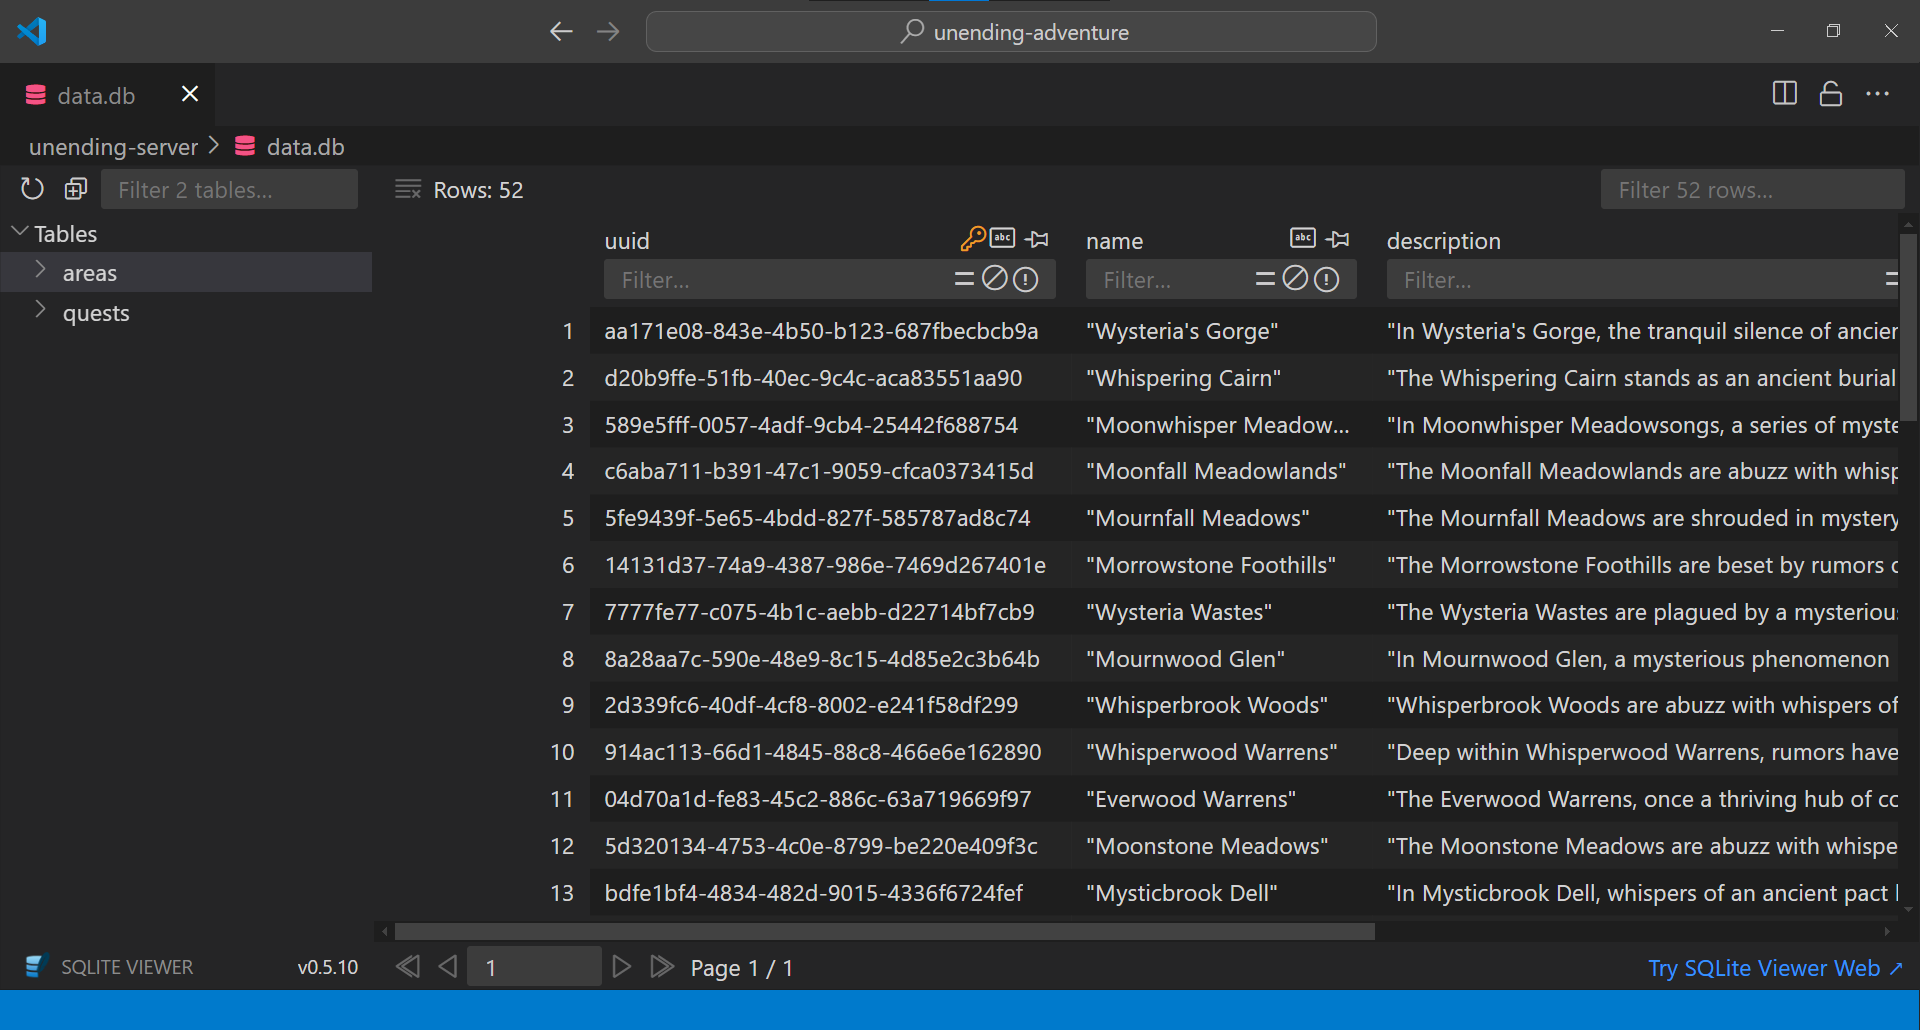 unending-adventure
data.db
unending-server > data.db
Filter 2 tables...
Rows: 52
Filter 52 rows...
Tables
areas
quests
uuid name description
Filter... Filter... Filter...
1 aa171e08-843e-4b50-b123-687fbecbcb9a "Wysteria's Gorge" "In Wysteria's Gorge, the tranquil silence of ancier
2 d20b9ffe-51fb-40ec-9c4c-aca83551aa90 "Whispering Cairn" "The Whispering Cairn stands as an ancient burial
3 589e5fff-0057-4adf-9cb4-25442f688754 "Moonwhisper Meadow... "In Moonwhisper Meadowsongs, a series of myste
4 c6aba711-b391-47c1-9059-cfca0373415d "Moonfall Meadowlands" "The Moonfall Meadowlands are abuzz with whisp
5 5fe9439f-5e65-4bdd-827f-585787ad8c74 "Mournfall Meadows" "The Mournfall Meadows are shrouded in mystery
6 14131d37-74a9-4387-986e-7469d267401e "Morrowstone Foothills" "The Morrowstone Foothills are beset by rumors o
7 7777fe77-c075-4b1c-aebb-d22714bf7cb9 "Wysteria Wastes" "The Wysteria Wastes are plagued by a mysterious
8 8a28aa7c-590e-48e9-8c15-4d85e2c3b64b "Mournwood Glen" "In Mournwood Glen, a mysterious phenomenon
9 2d339fc6-40df-4cf8-8002-e241f58df299 "Whisperbrook Woods" "Whisperbrook Woods are abuzz with whispers of
10 914ac113-66d1-4845-88c8-466e6e162890 "Whisperwood Warrens" "Deep within Whisperwood Warrens, rumors have
11 04d70a1d-fe83-45c2-886c-63a719669f97 "Everwood Warrens" "The Everwood Warrens, once a thriving hub of co
12 5d320134-4753-4c0e-8799-be220e409f3c "Moonstone Meadows" "The Moonstone Meadows are abuzz with whispe
13 bdfe1bf4-4834-482d-9015-4336f6724fef "Mysticbrook Dell" "In Mysticbrook Dell, whispers of an ancient pact
SQLITE VIEWER v0.5.10
1
Page 1 / 1
Try SQLite Viewer Web ↗